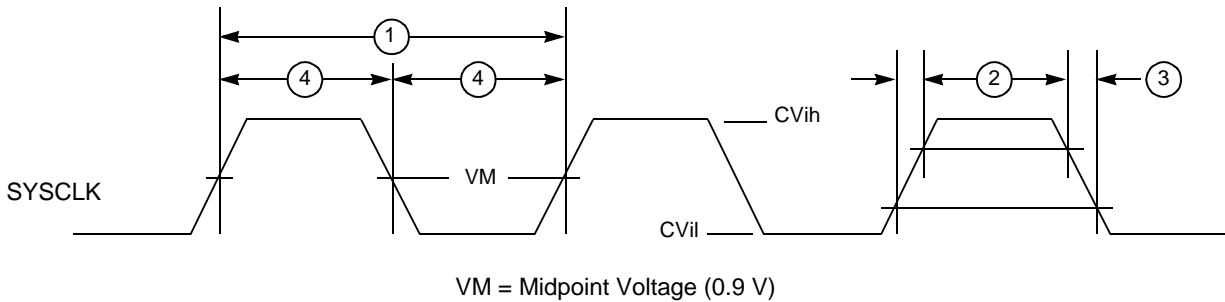 1
4 4 2 3
CVih
SYSCLK VM
CVil
VM = Midpoint Voltage (0.9 V)